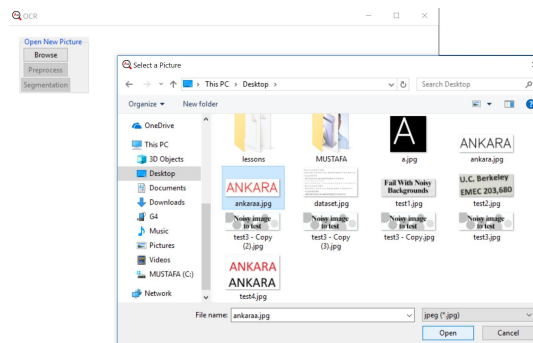 OCR
Open New Picture
Browse
Preprocess
Segmentation
Select a Picture
This PC > Desktop >
Search Desktop
Organize
New folder
OneDrive
This PC
3D Objects
Desktop
Documents
Downloads
G4
Music
Pictures
Videos
MUSTAFA (C:)
Network
lessons
MUSTAFA
A
a.jpg
ANKARA
ankara.jpg
ANKARA
ankaraa.jpg
dataset.jpg
Fail With Noisy
Backgrounds
test1.jpg
U.C. Berkeley
EMEC 203,680
test2.jpg
Noisy image
to test
test3 - Copy
(2).jpg
Noisy image
to test
test3 - Copy
(3).jpg
Noisy image
to test
test3 - Copy.jpg
Noisy image
to test
test3.jpg
ANKARA
ANKARA
test4.jpg
File name:
ankaraa.jpg
jpeg (*.jpg)
Open
Cancel